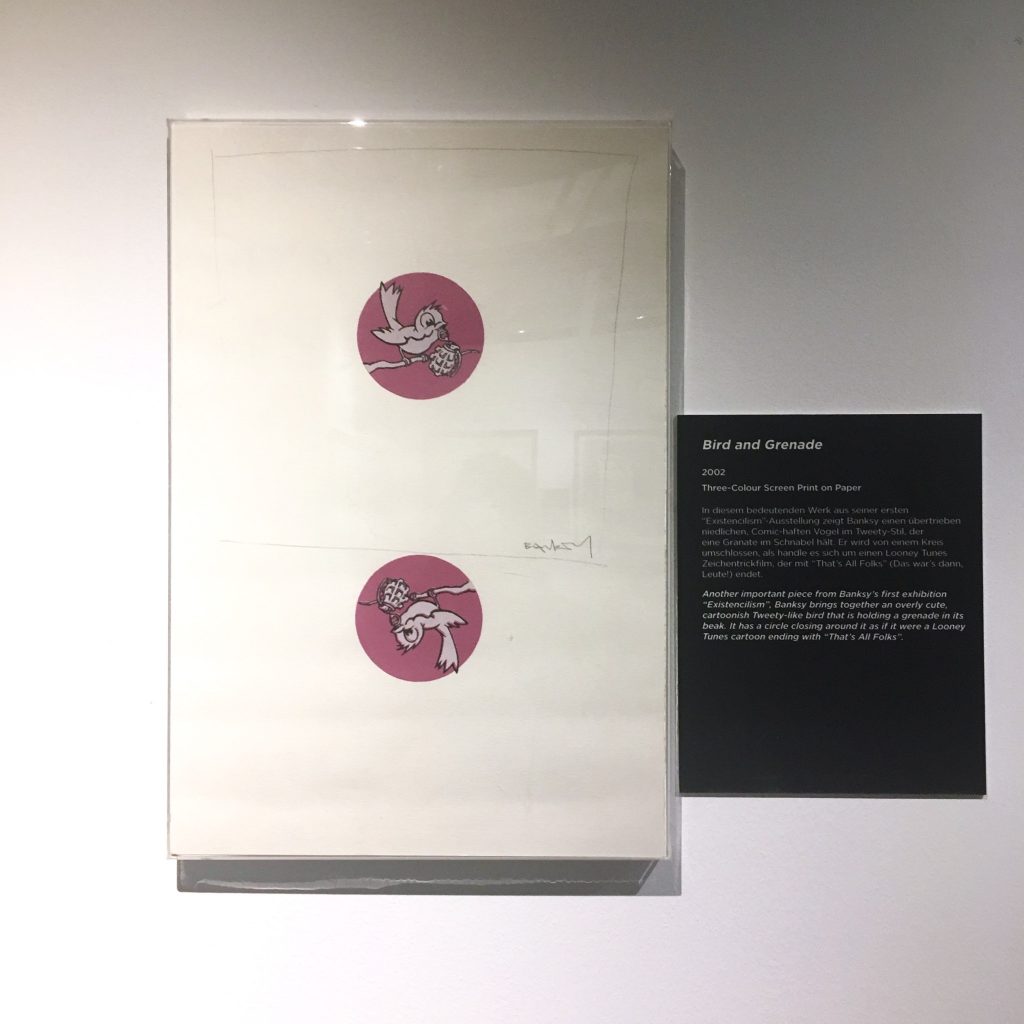 BANKSY
Bird and Grenade
2002
Three-Colour Screen Print on Paper
In diesem bedeutenden Werk aus seiner ersten
"Existencilism"-Ausstellung zeigt Banksy einen übertrieben
niedlichen, Comic-haften Vogel im Tweety-Stil, der
eine Granate im Schnabel hält. Er wird von einem Kreis
umschlossen, als handle es sich um einen Looney Tunes
Zeichentrickfilm, der mit "That's All Folks" (Das war's dann,
Leute!) endet.
Another important piece from Banksy's first exhibition
"Existencilism", Banksy brings together an overly cute,
cartoonish Tweety-like bird that is holding a grenade in its
beak. It has a circle closing around it as if it were a Looney
Tunes cartoon ending with "That's All Folks".